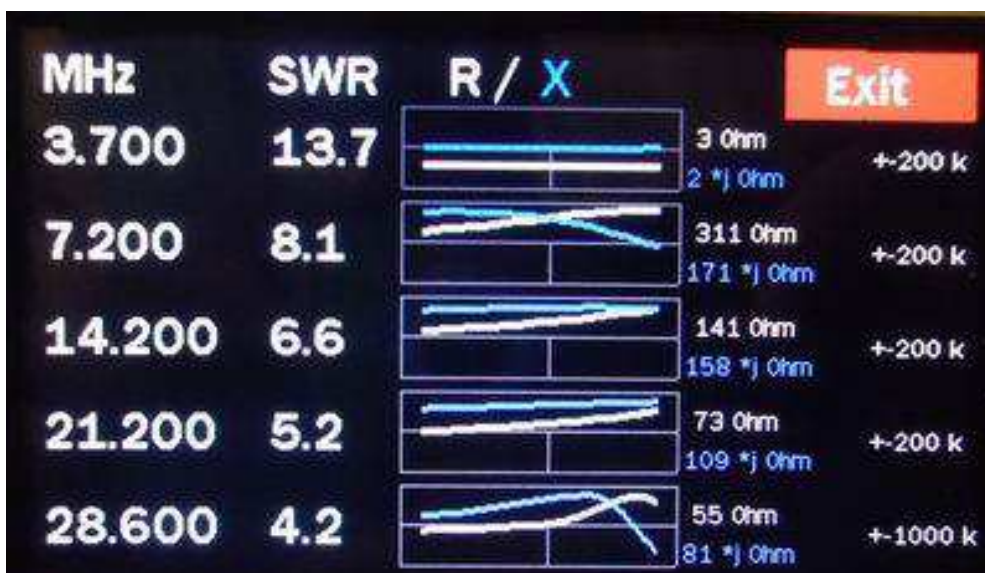 MHz SWR R / X Exit
3.700 13.7 3 Ohm +-200 k
2 *j Ohm
7.200 8.1 311 Ohm +-200 k
171 *j Ohm
14.200 6.6 141 Ohm +-200 k
158 *j Ohm
21.200 5.2 73 Ohm +-200 k
109 *j Ohm
28.600 4.2 55 Ohm +-1000 k
81 *j Ohm